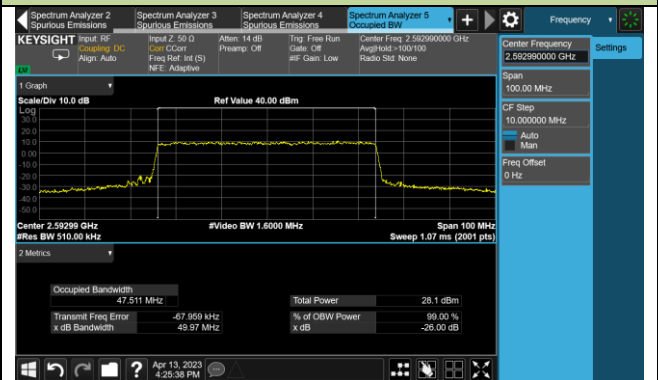 Spectrum Analyzer 2
Spurious Emissions
Spectrum Analyzer 3
Spurious Emissions
Spectrum Analyzer 4
Spurious Emissions
Spectrum Analyzer 5
Occupied BW
+
Frequency
KEYSIGHT
Input: RF
Coupling: DC
Align: Auto
Input Z: 50 Ω
Corr CCorr
Freq Ref: Int (S)
NFE: Adaptive
Atten: 14 dB
Preamp: Off
Trig: Free Run
Gate: Off
#IF Gain: Low
Center Freq: 2.592990000 GHz
Avg|Hold:>100/100
Radio Std: None
Center Frequency
2.592990000 GHz
Settings
Span
100.00 MHz
CF Step
10.000000 MHz
Auto
Man
Freq Offset
0 Hz
1 Graph
Scale/Div 10.0 dB
Ref Value 40.00 dBm
Log
30.0
20.0
10.0
0.00
-10.0
-20.0
-30.0
-40.0
-50.0
Center 2.59299 GHz
#Video BW 1.6000 MHz
Span 100 MHz
#Res BW 510.00 kHz
Sweep 1.07 ms (2001 pts)
2 Metrics
Occupied Bandwidth
47.511 MHz
Total Power
28.1 dBm
Transmit Freq Error
-67.959 kHz
% of OBW Power
99.00 %
x dB Bandwidth
49.97 MHz
x dB
-26.00 dB
?
Apr 13, 2023
4:25:38 PM